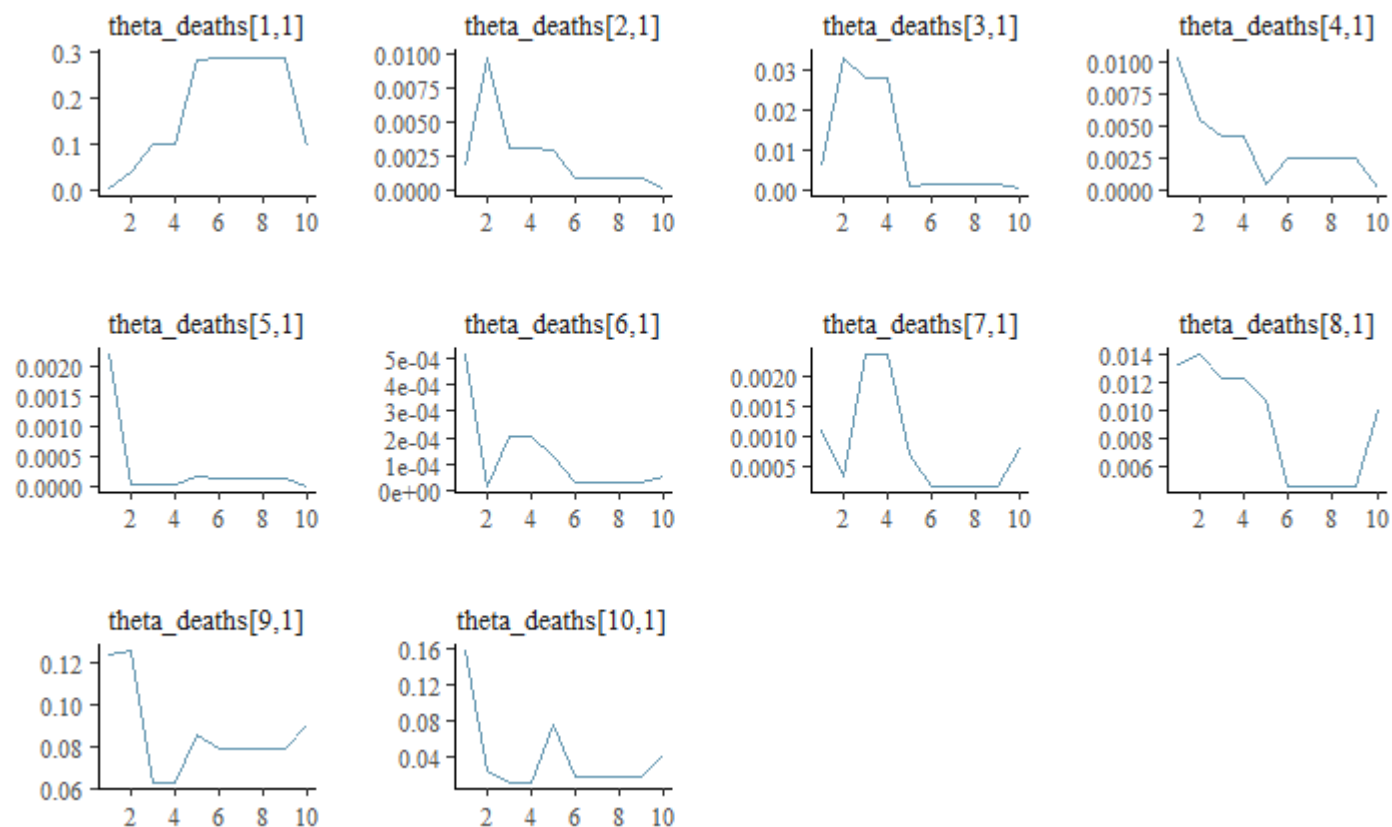 theta_deaths[1,1] theta_deaths[2,1] theta_deaths[3,1] theta_deaths[4,1]
0.3 0.2 0.1 0.0
2 4 6 8 10
0.0100 0.0075 0.0050 0.0025 0.0000
2 4 6 8 10
0.03 0.02 0.01 0.00
2 4 6 8 10
0.0100 0.0075 0.0050 0.0025 0.0000
2 4 6 8 10
theta_deaths[5,1] theta_deaths[6,1] theta_deaths[7,1] theta_deaths[8,1]
0.0020 0.0015 0.0010 0.0005 0.0000
2 4 6 8 10
5e-04 4e-04 3e-04 2e-04 1e-04 0e+00
2 4 6 8 10
0.0020 0.0015 0.0010 0.0005
2 4 6 8 10
0.014 0.012 0.010 0.008 0.006
2 4 6 8 10
theta_deaths[9,1] theta_deaths[10,1]
0.12 0.10 0.08 0.06
2 4 6 8 10
0.16 0.12 0.08 0.04
2 4 6 8 10